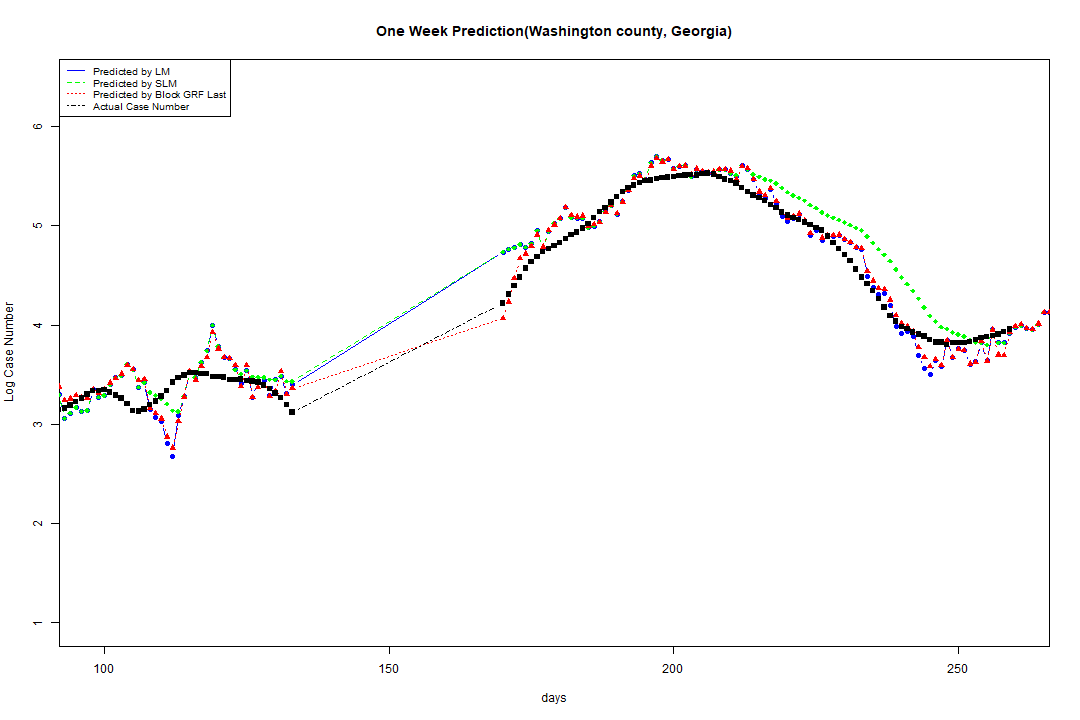 One Week Prediction(Washington county, Georgia)
Predicted by LM
Predicted by SLM
Predicted by Block GRF Last
Actual Case Number
Log Case Number
6
5
4
3
2
1
100 150 200 250
days